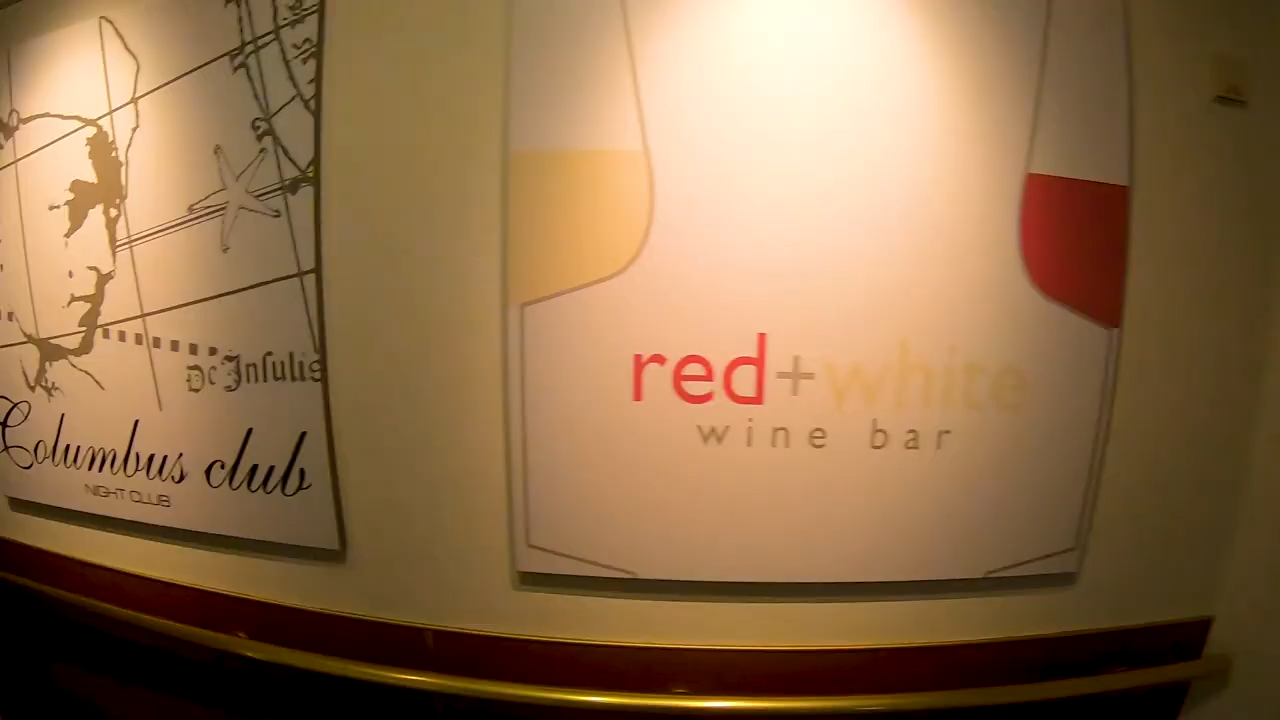 De Insulis
Columbus club
NIGHT CLUB
red+white
wine bar